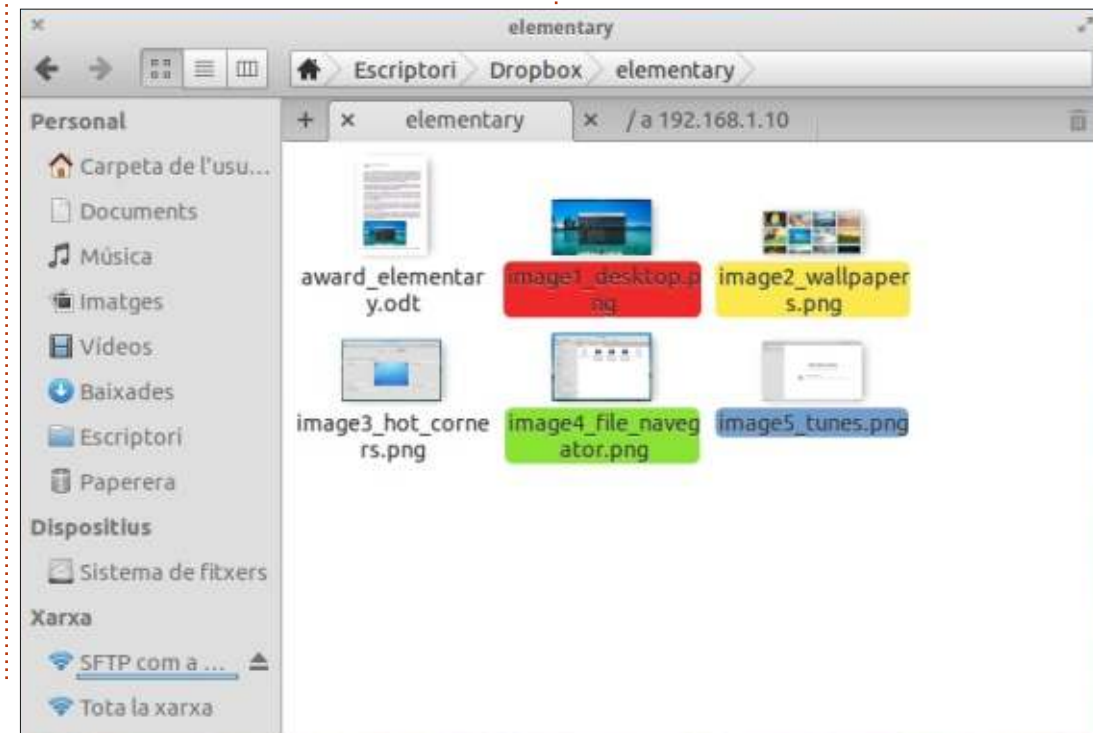 elementary
Escriptori Dropbox elementary
Personal
Carpeta de l'usu...
Documents
Música
Imatges
Vídeos
Baixades
Escriptori
Paperera
Dispositius
Sistema de fitxers
Xarxa
SFTP com a ...
Tota la xarxa
+ × elementary × / a 192.168.1.10
award_elementar
y.odt
image1_desktop.p
ng
image2_wallpaper
s.png
image3_hot_corne
rs.png
image4_file_naveg
ator.png
image5_tunes.png